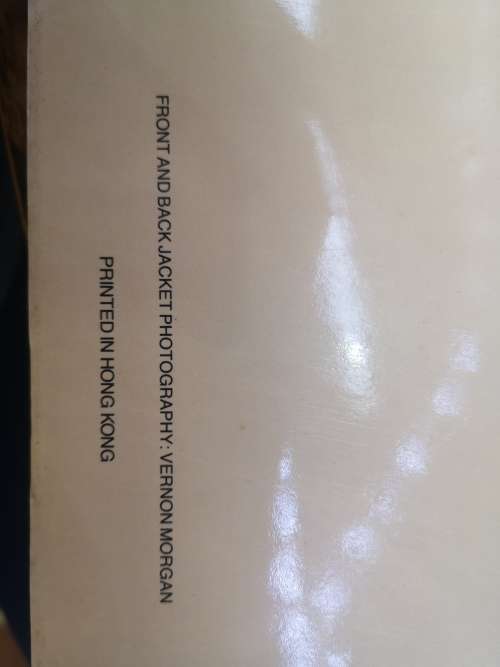 FRONT AND BACK JACKET PHOTOGRAPHY: VERNON MORGAN
PRINTED IN HONG KONG